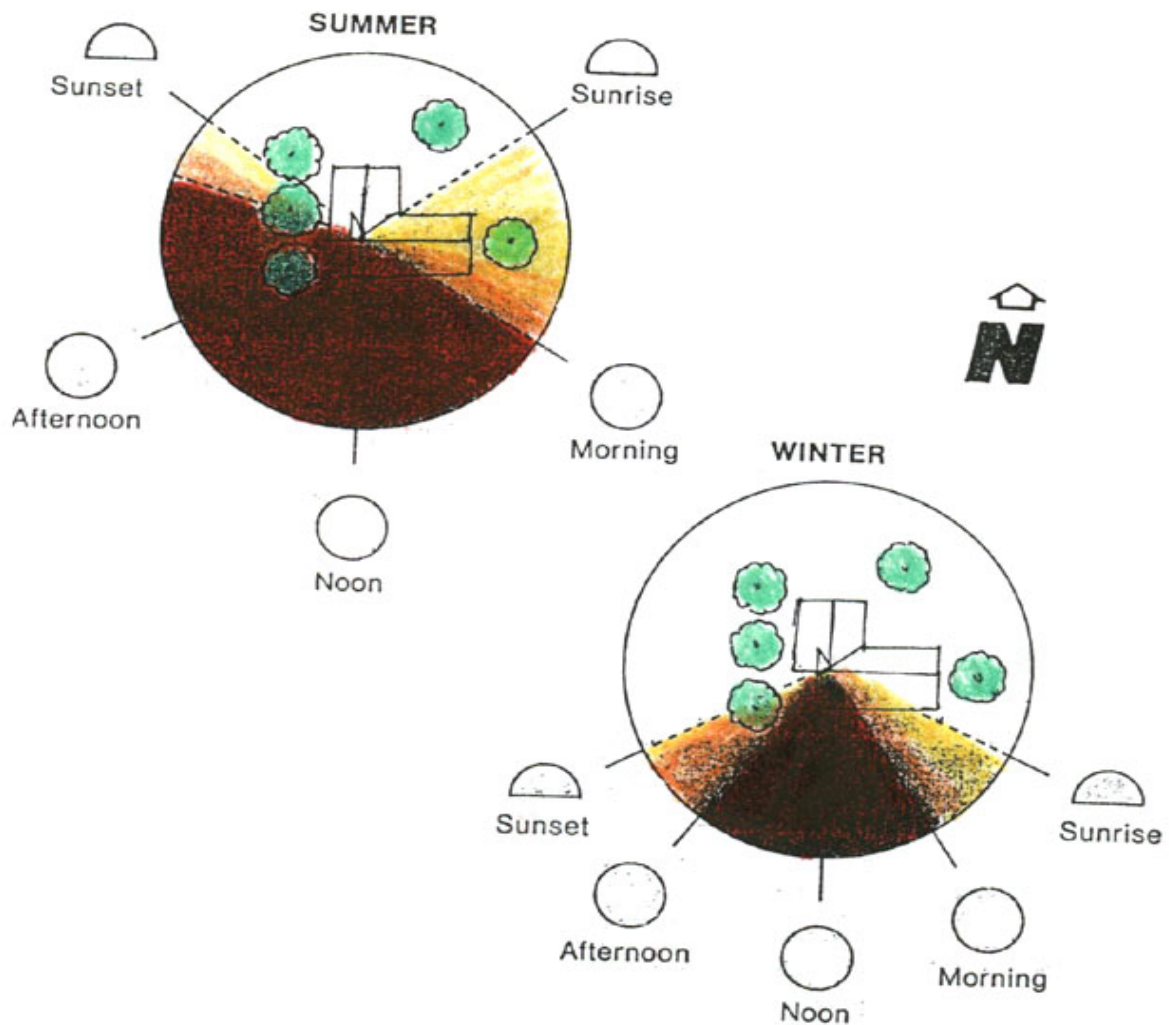 SUMMER
Sunset
Sunrise
Afternoon
Morning
Noon
N
WINTER
Sunset
Sunrise
Afternoon
Morning
Noon